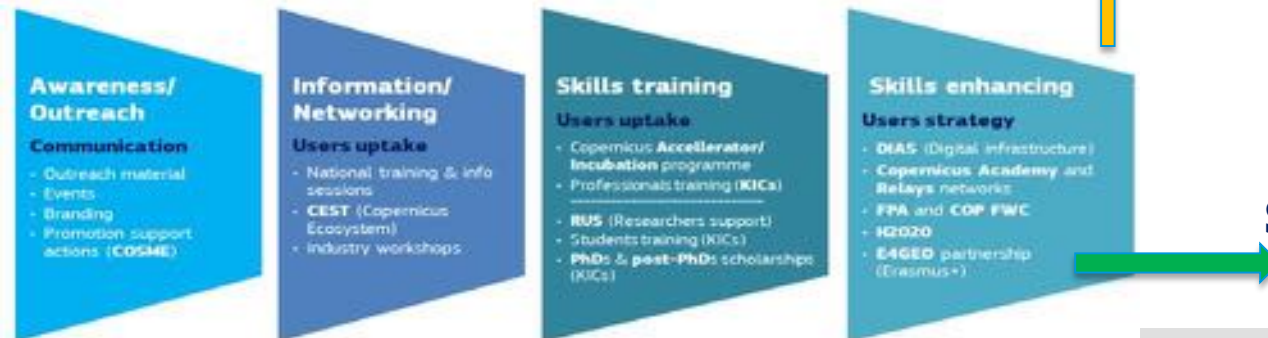 Awareness/
Outreach
Communication
- Outreach material
- Events
- Branding
- Promotion support
actions (COSME)
Information/
Networking
Users uptake
- National training & info
sessions
- CEST (Copernicus
Ecosystem)
- Industry workshops
Skills training
Users uptake
- Copernicus Accellerator/
Incubation programme
- Professionals training (KICs)
- RUS (Researchers support)
- Students training (KICs)
- PhDs & post-PhDs scholarships
(KICs)
Skills enhancing
Users strategy
- DIAS (Digital infrastructure)
- Copernicus Academy and
Relays networks
- FPA and COP FWC
- H2020
- E4GEO partnership
(Erasmus+)